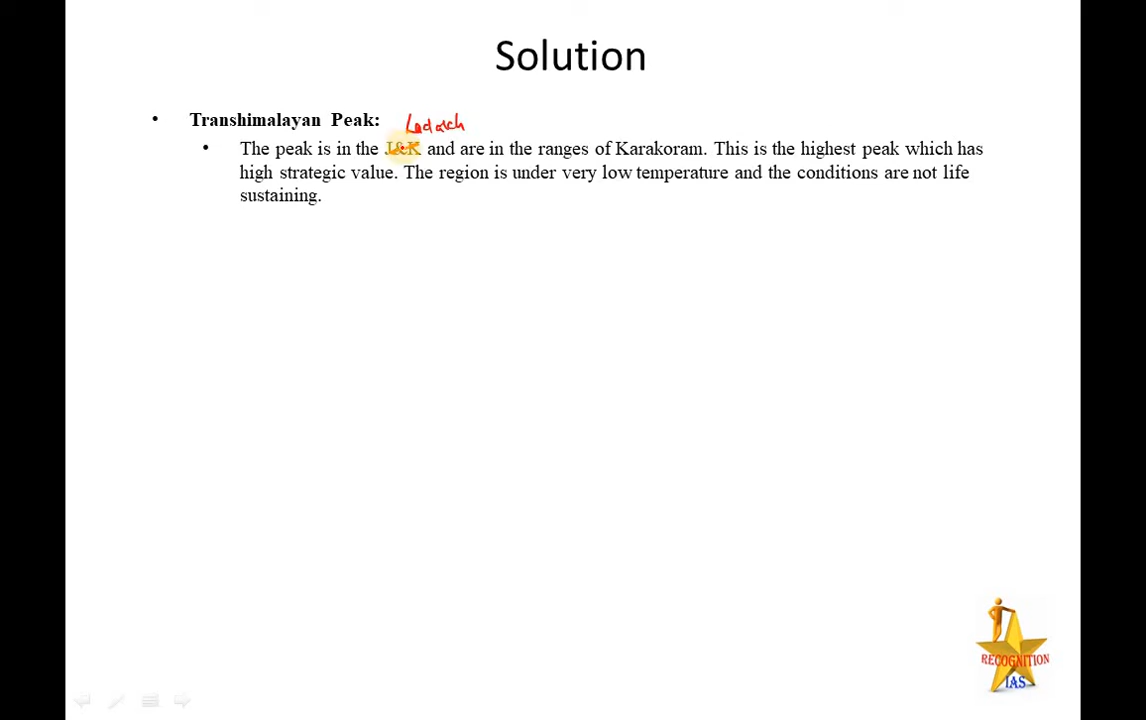 Solution
• Transhimalayan Peak:
Ladakh
• The peak is in the J&K and are in the ranges of Karakoram. This is the highest peak which has
high strategic value. The region is under very low temperature and the conditions are not life
sustaining.
RECOGNITION
IAS